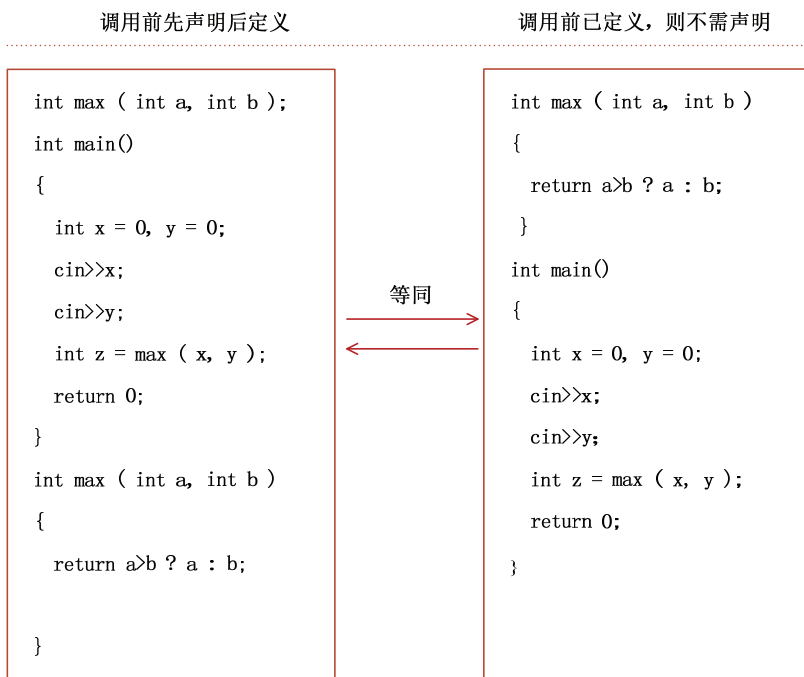 调用前先声明后定义
int max ( int a, int b );
int main()
{
int x = 0, y = 0;
cin>>x;
cin>>y;
int z = max ( x, y );
return 0;
}
int max ( int a, int b )
{
return a>b ? a : b;
}
等同
调用前已定义，则不需声明
int max ( int a, int b )
{
return a>b ? a : b;
}
int main()
{
int x = 0, y = 0;
cin>>x;
cin>>y;
int z = max ( x, y );
return 0;
}